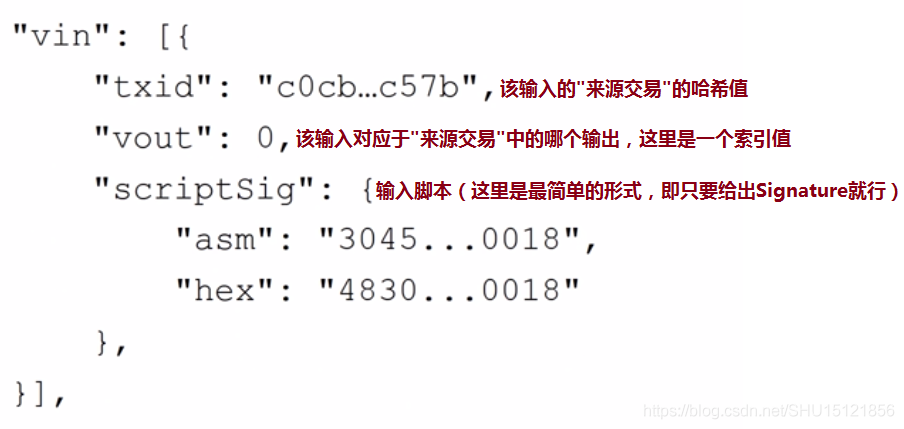 "vin": [{
"txid": "c0cb…c57b",该输入的"来源交易"的哈希值
"vout": 0,该输入对应于"来源交易"中的哪个输出，这里是一个索引值
"scriptSig": {输入脚本（这里是最简单的形式，即只要给出Signature就行）
"asm": "3045...0018",
"hex": "4830...0018"
},
}],
https://blog.csdn.net/SHU15121856